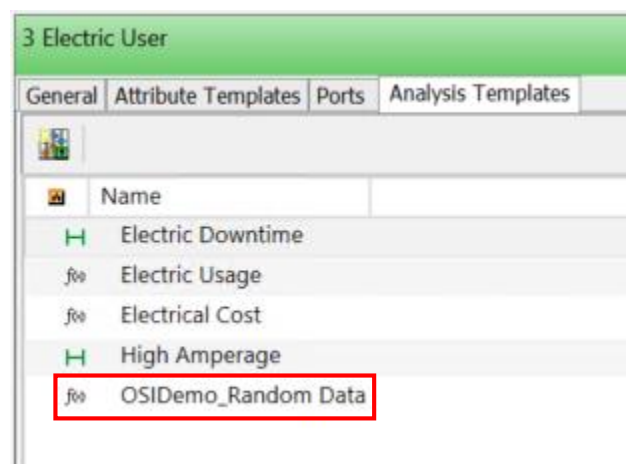 3 Electric User
General Attribute Templates Ports Analysis Templates
Name
Electric Downtime
f(x) Electric Usage
f(x) Electrical Cost
High Amperage
f(x) OSIDemo_Random Data